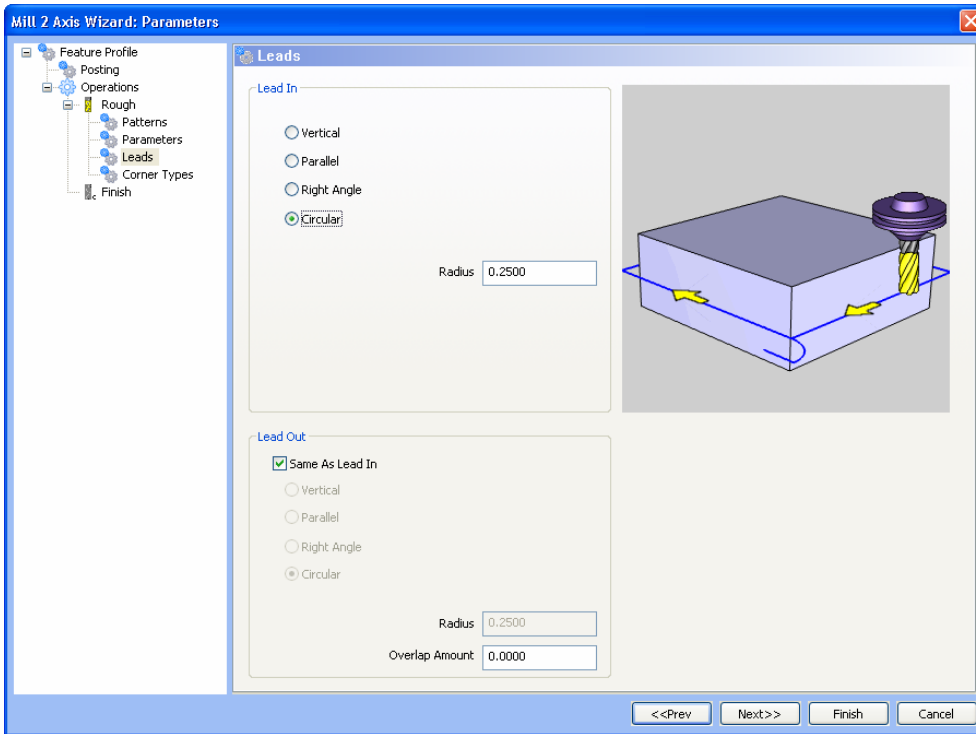 Mill 2 Axis Wizard: Parameters
Feature Profile
Posting
Operations
Rough
Patterns
Parameters
Leads
Corner Types
Finish
Leads
Lead In
Vertical
Parallel
Right Angle
Circular
Radius 0.2500
Lead Out
Same As Lead In
Vertical
Parallel
Right Angle
Circular
Radius 0.2500
Overlap Amount 0.0000
<<Prev Next>> Finish Cancel